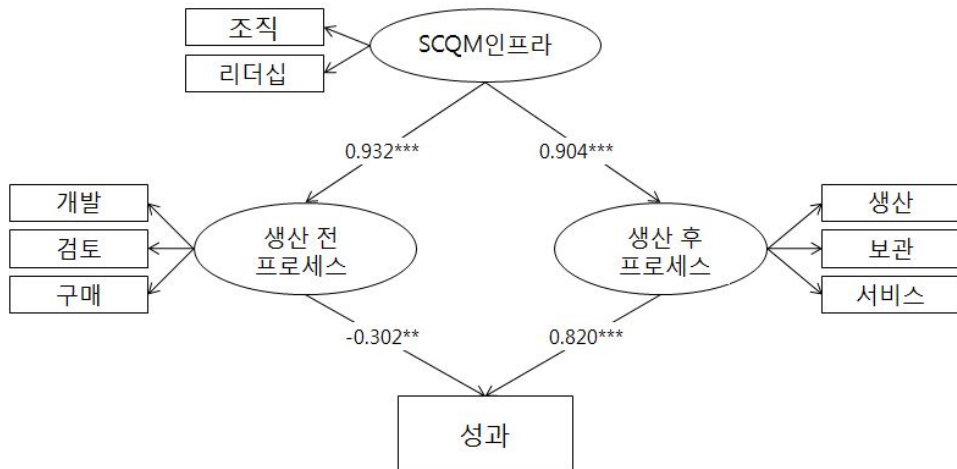 조직
SCQM인프라
리더십
0.932***
0.904***
개발
검토
구매
생산 전
프로세스
생산 후
프로세스
생산
보관
서비스
-0.302**
0.820***
성과